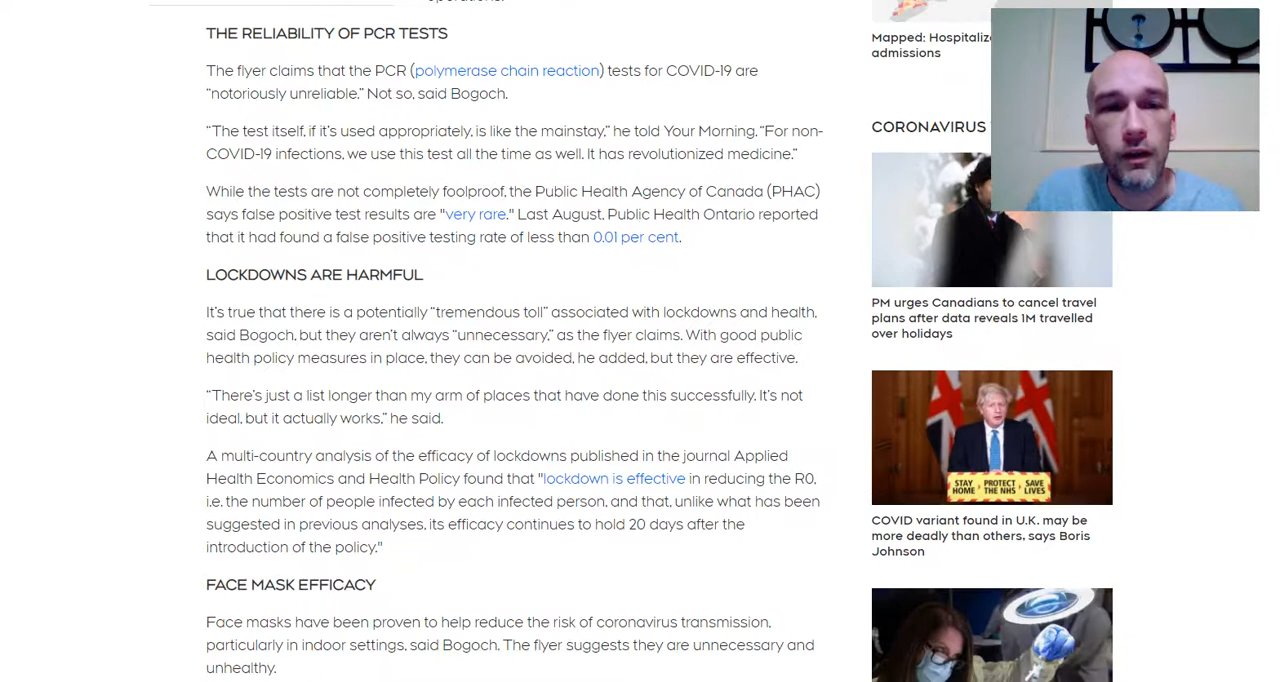 THE RELIABILITY OF PCR TESTS
The flyer claims that the PCR (polymerase chain reaction) tests for COVID-19 are
“notoriously unreliable.” Not so, said Bogoch.
“The test itself, if it’s used appropriately, is like the mainstay,” he told Your Morning. “For non-
COVID-19 infections, we use this test all the time as well. It has revolutionized medicine.”
While the tests are not completely foolproof, the Public Health Agency of Canada (PHAC)
says false positive test results are "very rare." Last August, Public Health Ontario reported
that it had found a false positive testing rate of less than 0.01 per cent.
LOCKDOWNS ARE HARMFUL
It’s true that there is a potentially “tremendous toll” associated with lockdowns and health,
said Bogoch, but they aren’t always “unnecessary,” as the flyer claims. With good public
health policy measures in place, they can be avoided, he added, but they are effective.
“There’s just a list longer than my arm of places that have done this successfully. It’s not
ideal, but it actually works,” he said.
A multi-country analysis of the efficacy of lockdowns published in the journal Applied
Health Economics and Health Policy found that "lockdown is effective in reducing the R0,
i.e. the number of people infected by each infected person, and that, unlike what has been
suggested in previous analyses, its efficacy continues to hold 20 days after the
introduction of the policy."
FACE MASK EFFICACY
Face masks have been proven to help reduce the risk of coronavirus transmission,
particularly in indoor settings, said Bogoch. The flyer suggests they are unnecessary and
unhealthy.
Mapped:
admissions
CORONAVIRUS
PM urges Canadians to cancel travel
plans after data reveals 1M travelled
over holidays
STAY PROTECT SAVE
HOME THE NHS LIVES
COVID variant found in U.K. may be
more deadly than others, says Boris
Johnson